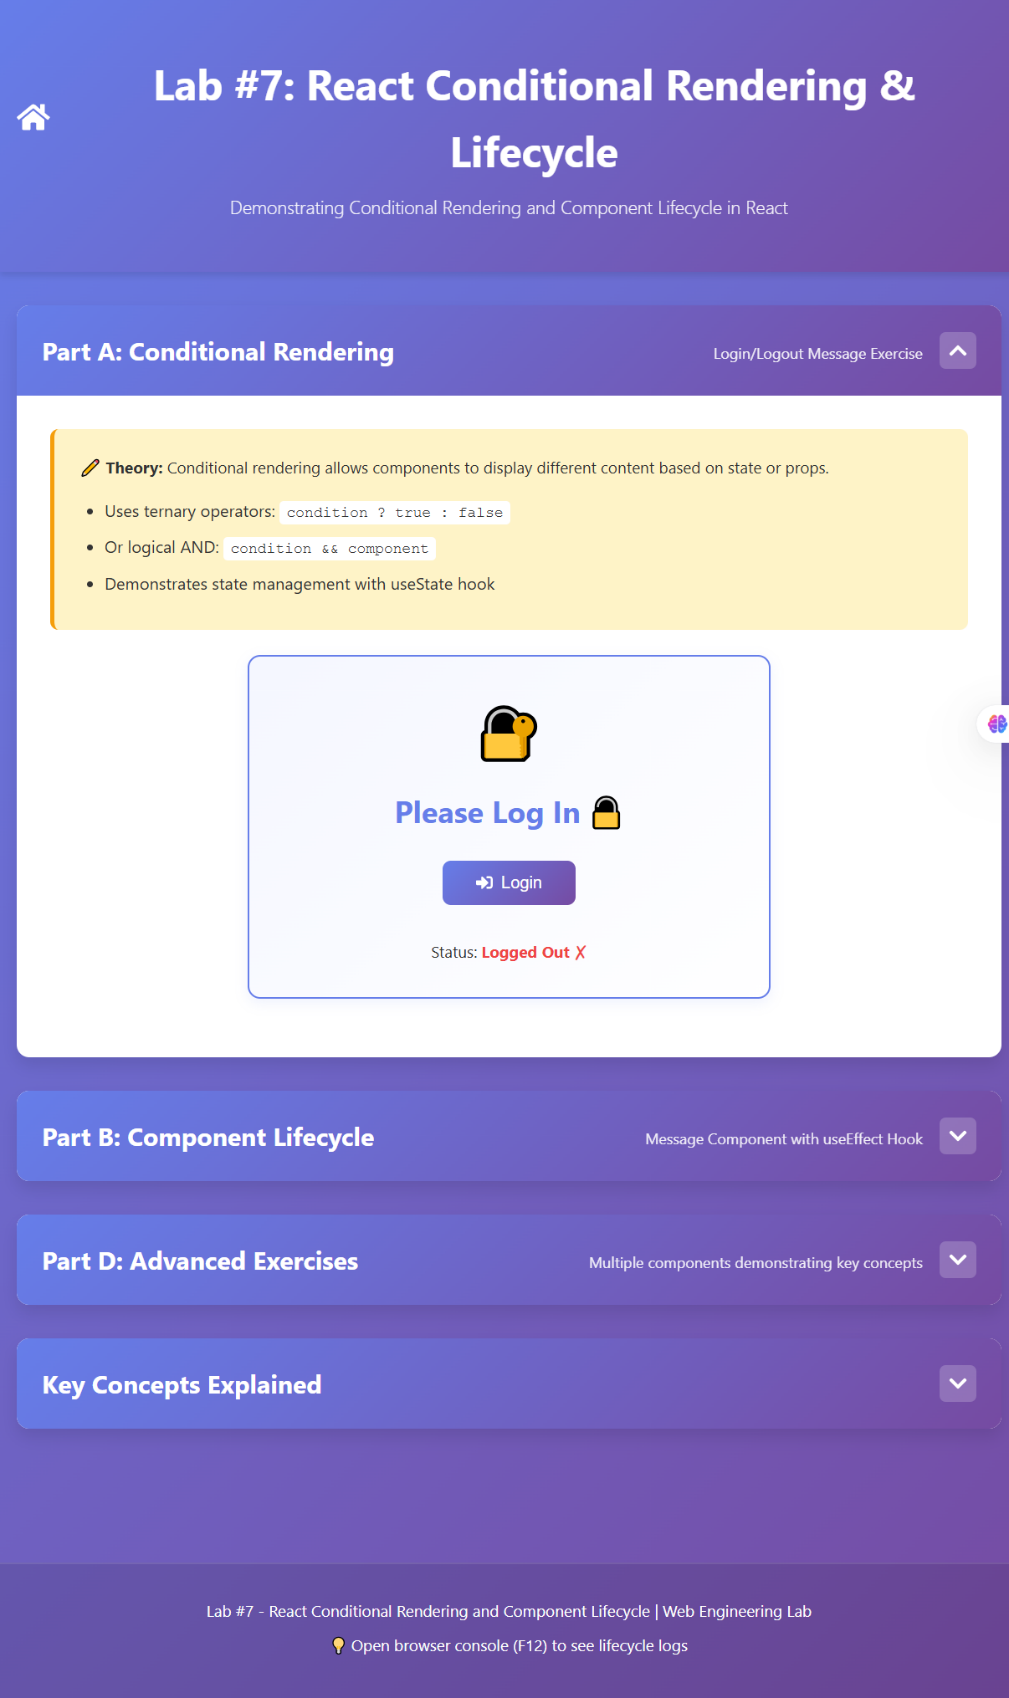 Lab #7: React Conditional Rendering &
Lifecycle
Demonstrating Conditional Rendering and Component Lifecycle in React
Part A: Conditional Rendering
Login/Logout Message Exercise
Theory: Conditional rendering allows components to display different content based on state or props.
Uses ternary operators: condition ? true : false
Or logical AND: condition && component
Demonstrates state management with useState hook
Please Log In
Login
Status: Logged Out ✗
Part B: Component Lifecycle
Message Component with useEffect Hook
Part D: Advanced Exercises
Multiple components demonstrating key concepts
Key Concepts Explained
Lab #7 - React Conditional Rendering and Component Lifecycle | Web Engineering Lab
Open browser console (F12) to see lifecycle logs